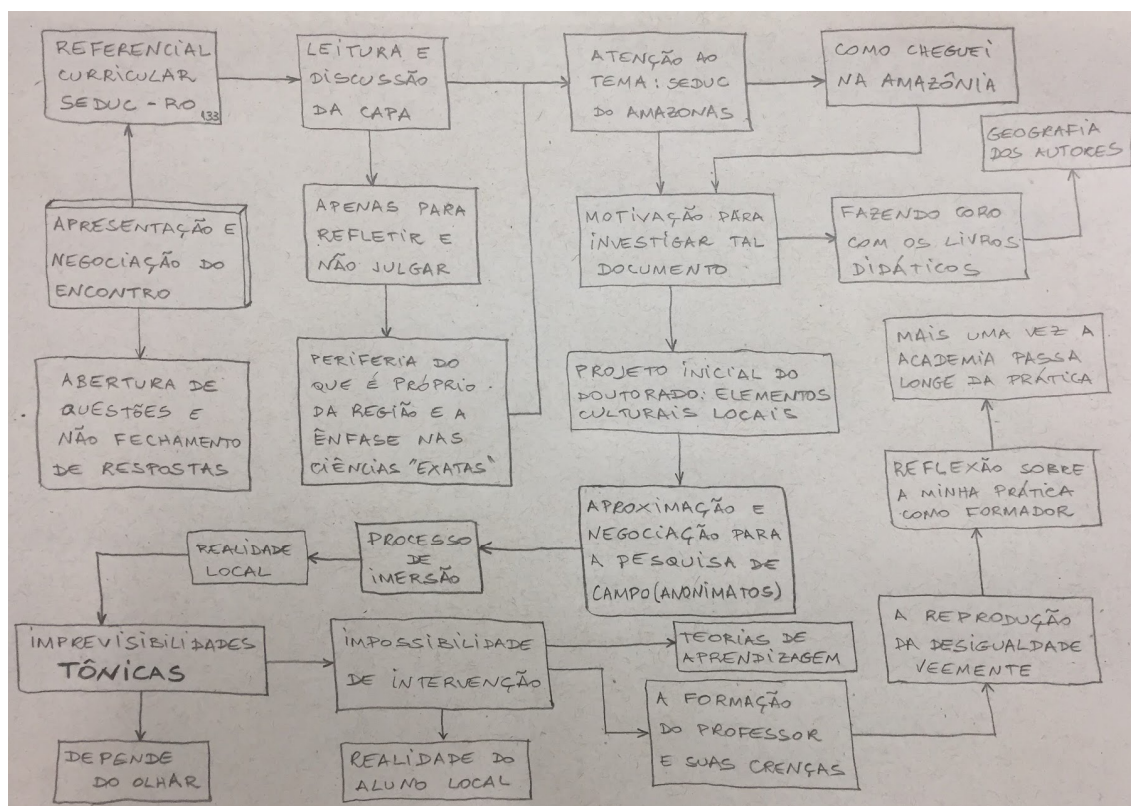 REFERENCIAL
CURRICULAR
SEDUC - RO
133
LEITURA E
DISCUSSÃO
DA CAPA
ATENÇÃO AO
TEMA: SEDUC
DO AMAZONAS
COMO CHEGUEI
NA AMAZÔNIA
GEOGRAFIA
DOS AUTORES
APRESENTAÇÃO E
NEGOCIAÇÃO DO
ENCONTRO
APENAS PARA
REFLETIR E
NÃO JULGAR
MOTIVAÇÃO PARA
INVESTIGAR TAL
DOCUMENTO
FAZENDO CORO
COM OS LIVROS
DIDÁTICOS
ABERTURA DE
QUESTÕES E
NÃO FECHAMENTO
DE RESPOSTAS
PERIFERIA DO
QUE É PRÓPRIO
DA REGIÃO E A
ÊNFASE NAS
CIÊNCIAS "EXATAS"
PROJETO INICIAL DO
DOUTORADO: ELEMENTOS
CULTURAIS LOCAIS
MAIS UMA VEZ A
ACADEMIA PASSA
LONGE DA PRÁTICA
REFLEXÃO SOBRE
A MINHA PRÁTICA
COMO FORMADOR
APROXIMAÇÃO E
NEGOCIAÇÃO PARA
A PESQUISA DE
CAMPO (ANONIMATOS)
PROCESSO
DE
IMERSÃO
REALIDADE
LOCAL
IMPREVISIBILIDADES
TÔNICAS
IMPOSSIBILIDADE
DE INTERVENÇÃO
TEORIAS DE
APRENDIZAGEM
A REPRODUÇÃO
DA DESIGUALDADE
VEEMENTE
A FORMAÇÃO
DO PROFESSOR
E SUAS CRENÇAS
DEPENDE
DO OLHAR
REALIDADE DO
ALUNO LOCAL